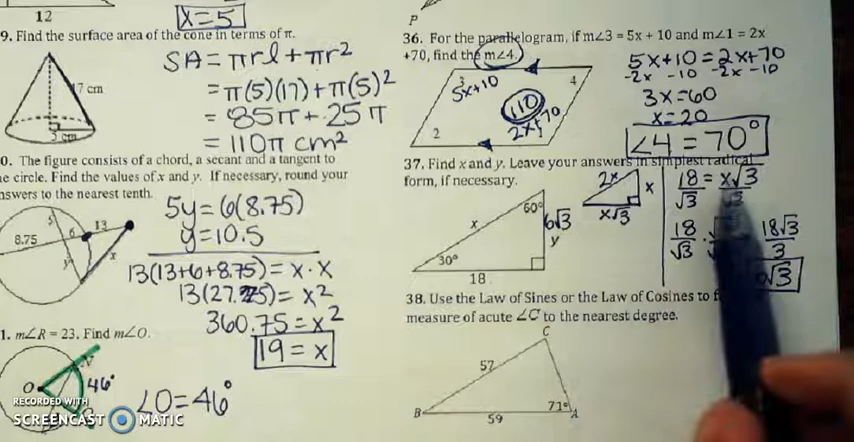 12
x=5
9. Find the surface area of the cone in terms of π.
SA = πrl + πr²
17 cm
5 cm
= π(5)(17) + π(5)²
= 85π + 25π
= 110π cm²
0. The figure consists of a chord, a secant and a tangent to
e circle. Find the values of x and y. If necessary, round your
nswers to the nearest tenth.
5
6
13
8.75
y
x
5y = 6(8.75)
y = 10.5
13(13+6+8.75) = x·x
13(27.75) = x²
360.75 = x²
19 = x
1. m∠R = 23. Find m∠O.
O
46°
∠O = 46°
RECORDED WITH
SCREENCAST MATIC
P
36. For the parallelogram, if m∠3 = 5x + 10 and m∠1 = 2x
+70, find the m∠4.
3
4
5x+10
110
2x+70
2
5x+10 = 2x+70
-2x -10 -2x -10
3x = 60
x = 20
∠4 = 70°
37. Find x and y. Leave your answers in simplest radical
form, if necessary.
x
60°
6√3
y
30°
18
2x
x
x√3
18 = x√3
√3 √3
18
√3
18√3
3
√3
38. Use the Law of Sines or the Law of Cosines to f
measure of acute ∠C to the nearest degree.
C
57
B
59
71°
A